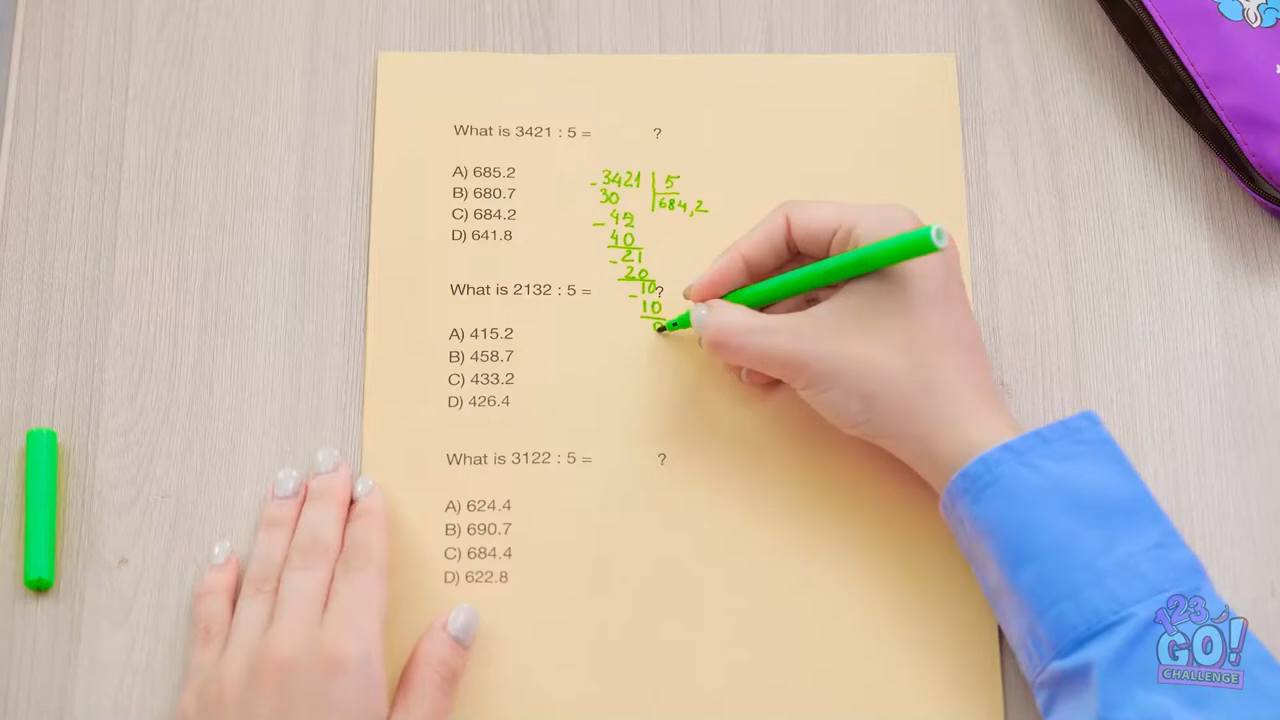 What is 3421 : 5 = ?
A) 685.2
B) 680.7
C) 684.2
D) 641.8
-3421 | 5
30 684,2
- 42
40
- 21
20
10
- 10
0
What is 2132 : 5 = ?
A) 415.2
B) 458.7
C) 433.2
D) 426.4
What is 3122 : 5 = ?
A) 624.4
B) 690.7
C) 684.4
D) 622.8
123
GO!
CHALLENGE